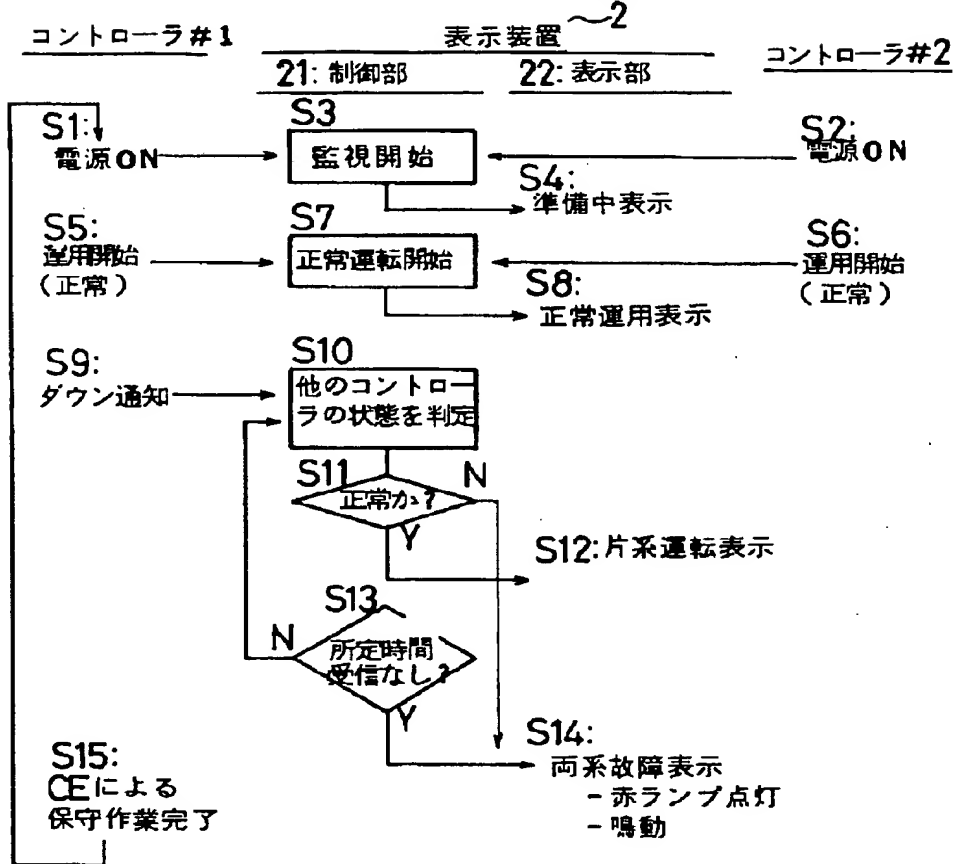 コントローラ#1
表示装置 ～2
コントローラ#2
21: 制御部
22: 表示部
S1:
電源ON
S3
監視開始
S2:
電源ON
S4:
準備中表示
S5:
運用開始
(正常)
S7
正常運転開始
S6:
運用開始
(正常)
S8:
正常運用表示
S9:
ダウン通知
S10
他のコントロー
ラの状態を判定
S11
正常か?
N
Y
S12:片系運転表示
S13
N
所定時間
受信なし?
Y
S14:
両系故障表示
- 赤ランプ点灯
- 鳴動
S15:
CEによる
保守作業完了